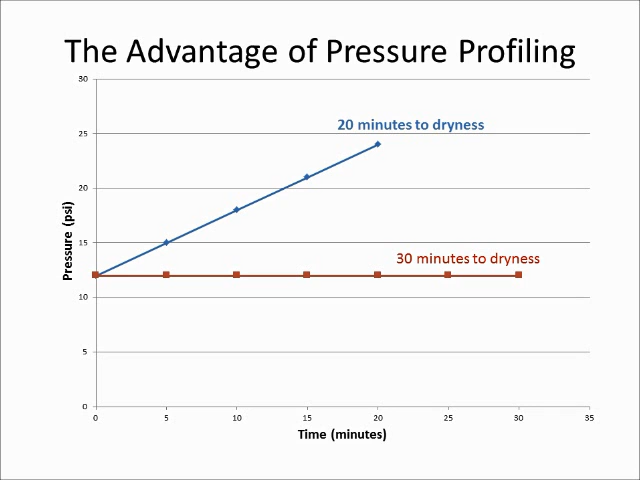 The Advantage of Pressure Profiling
30
25
20
15
10
5
0
Pressure (psi)
20 minutes to dryness
30 minutes to dryness
0 5 10 15 20 25 30 35
Time (minutes)